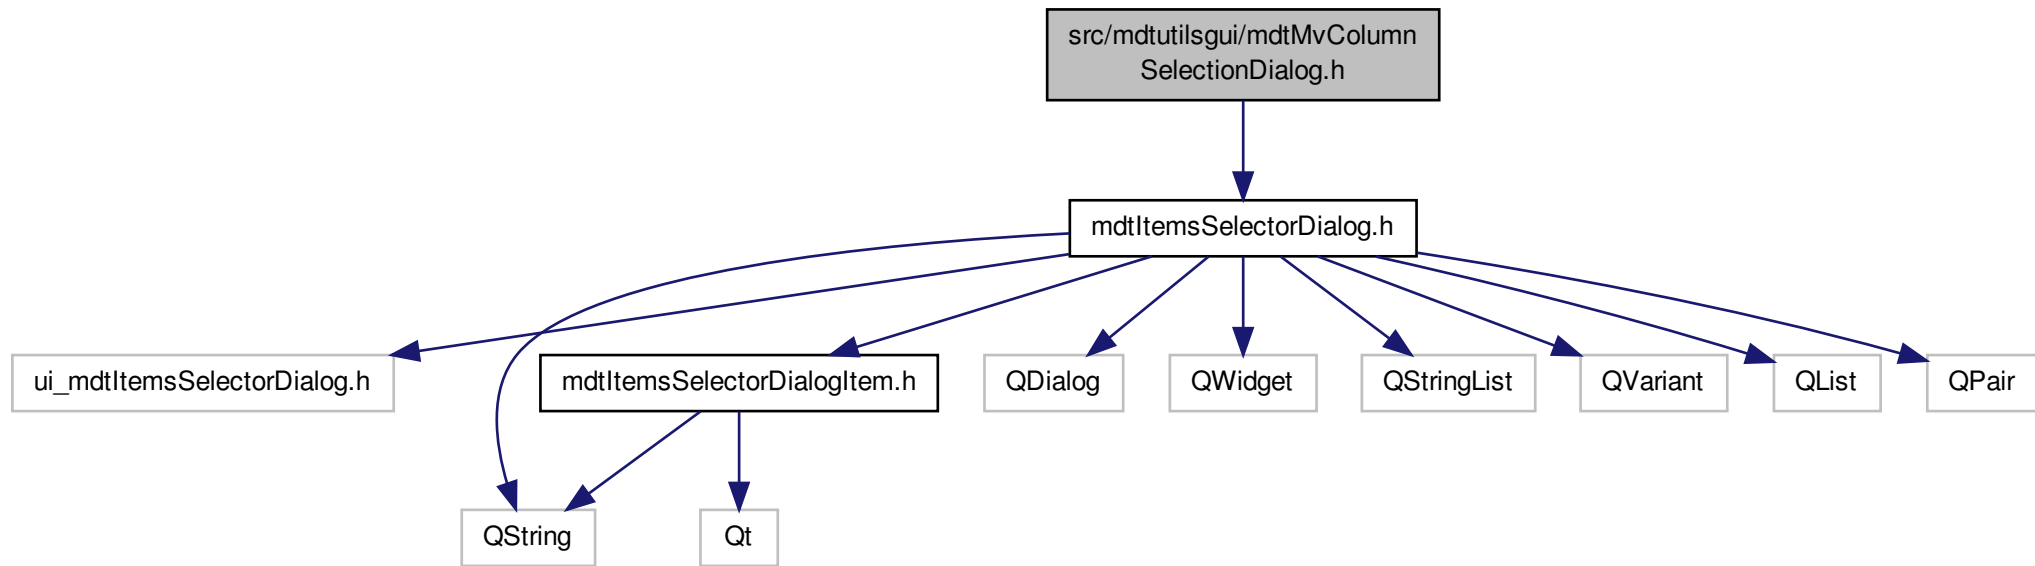 src/mdtutilsgui/mdtMvColumn
SelectionDialog.h
mdtItemsSelectorDialog.h
ui_mdtItemsSelectorDialog.h
mdtItemsSelectorDialogItem.h
QDialog
QWidget
QStringList
QVariant
QList
QPair
QString
Qt